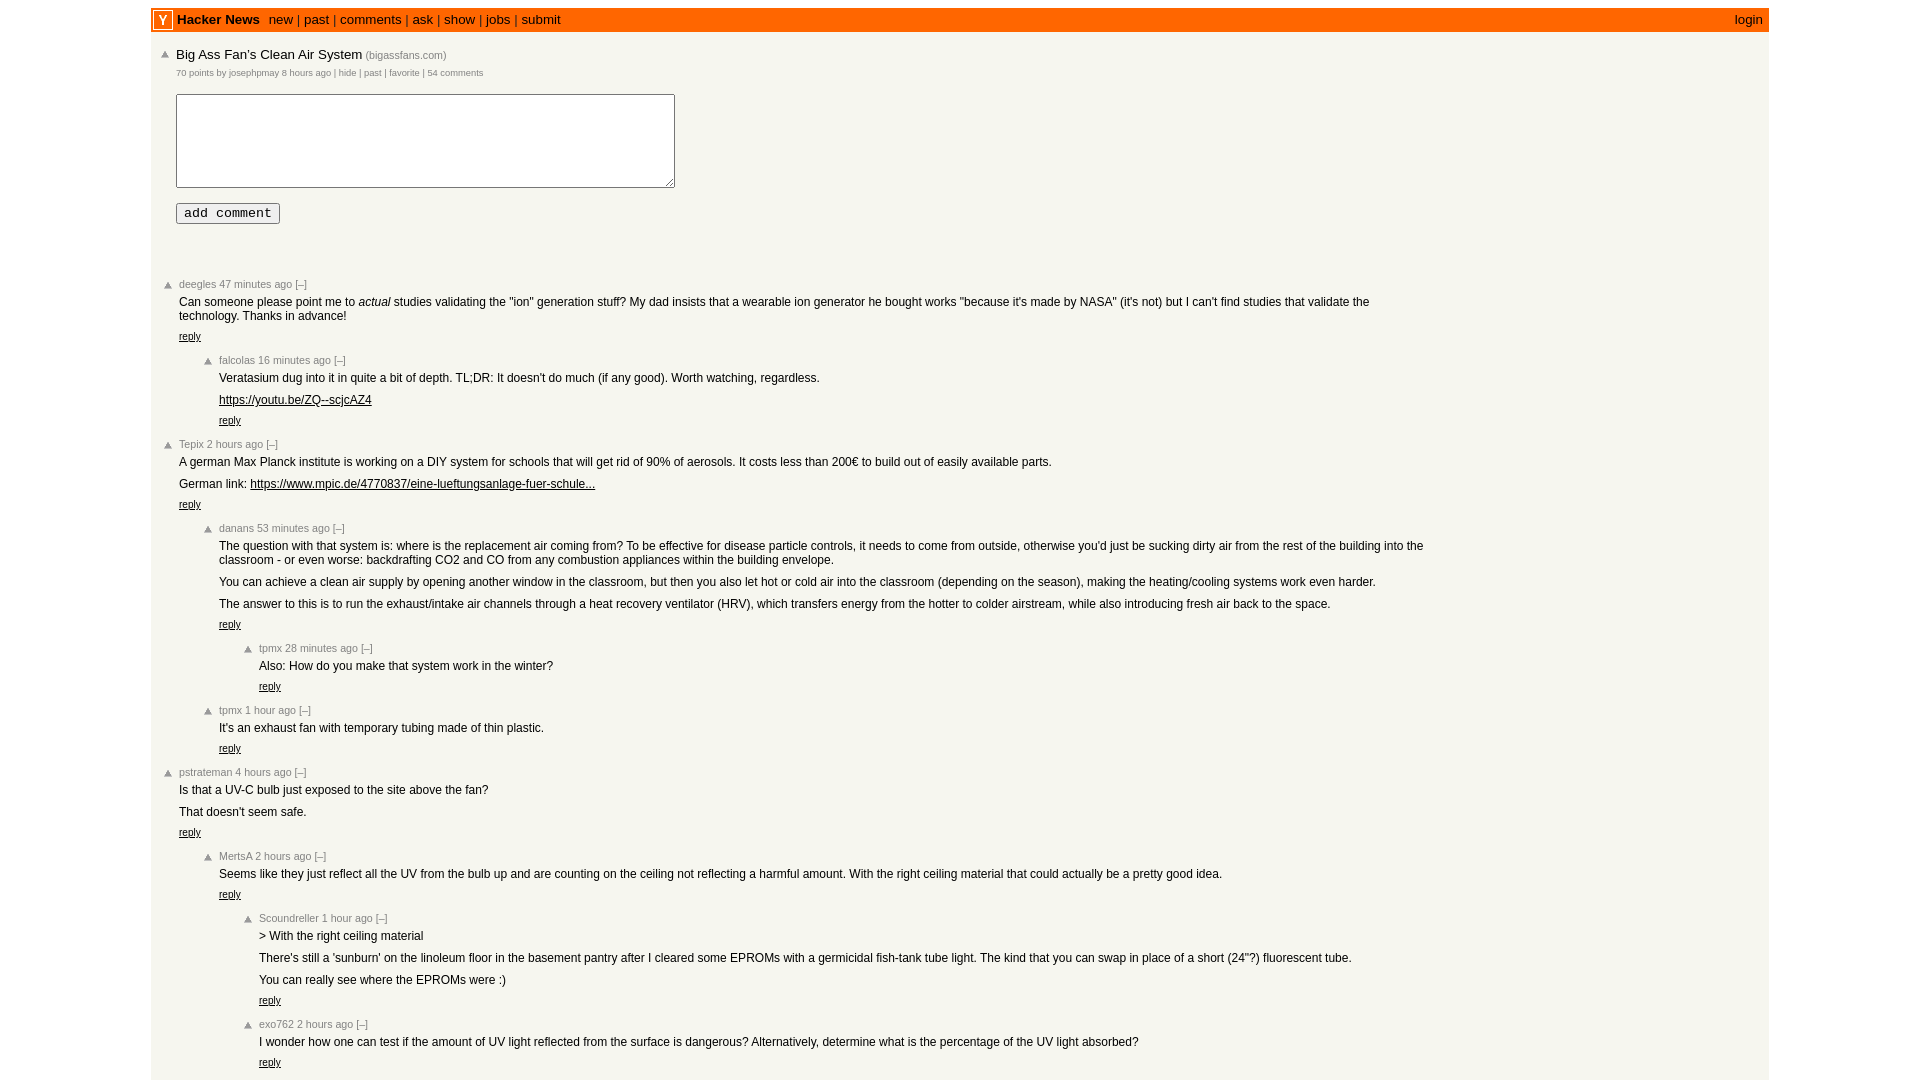 Y Hacker News new | past | comments | ask | show | jobs | submit login
Big Ass Fan's Clean Air System (bigassfans.com)
70 points by josephpmay 8 hours ago | hide | past | favorite | 54 comments
add comment
deegles 47 minutes ago [–]
Can someone please point me to actual studies validating the "ion" generation stuff? My dad insists that a wearable ion generator he bought works "because it's made by NASA" (it's not) but I can't find studies that validate the
technology. Thanks in advance!
reply
falcolas 16 minutes ago [–]
Veratasium dug into it in quite a bit of depth. TL;DR: It doesn't do much (if any good). Worth watching, regardless.
https://youtu.be/ZQ--scjcAZ4
reply
Tepix 2 hours ago [–]
A german Max Planck institute is working on a DIY system for schools that will get rid of 90% of aerosols. It costs less than 200€ to build out of easily available parts.
German link: https://www.mpic.de/4770837/eine-lueftungsanlage-fuer-schule...
reply
danans 53 minutes ago [–]
The question with that system is: where is the replacement air coming from? To be effective for disease particle controls, it needs to come from outside, otherwise you'd just be sucking dirty air from the rest of the building into the
classroom - or even worse: backdrafting CO2 and CO from any combustion appliances within the building envelope.
You can achieve a clean air supply by opening another window in the classroom, but then you also let hot or cold air into the classroom (depending on the season), making the heating/cooling systems work even harder.
The answer to this is to run the exhaust/intake air channels through a heat recovery ventilator (HRV), which transfers energy from the hotter to colder airstream, while also introducing fresh air back to the space.
reply
tpmx 28 minutes ago [–]
Also: How do you make that system work in the winter?
reply
tpmx 1 hour ago [–]
It's an exhaust fan with temporary tubing made of thin plastic.
reply
pstrateman 4 hours ago [–]
Is that a UV-C bulb just exposed to the site above the fan?
That doesn't seem safe.
reply
MertsA 2 hours ago [–]
Seems like they just reflect all the UV from the bulb up and are counting on the ceiling not reflecting a harmful amount. With the right ceiling material that could actually be a pretty good idea.
reply
Scoundreller 1 hour ago [–]
> With the right ceiling material
There's still a 'sunburn' on the linoleum floor in the basement pantry after I cleared some EPROMs with a germicidal fish-tank tube light. The kind that you can swap in place of a short (24"?) fluorescent tube.
You can really see where the EPROMs were :)
reply
exo762 2 hours ago [–]
I wonder how one can test if the amount of UV light reflected from the surface is dangerous? Alternatively, determine what is the percentage of the UV light absorbed?
reply